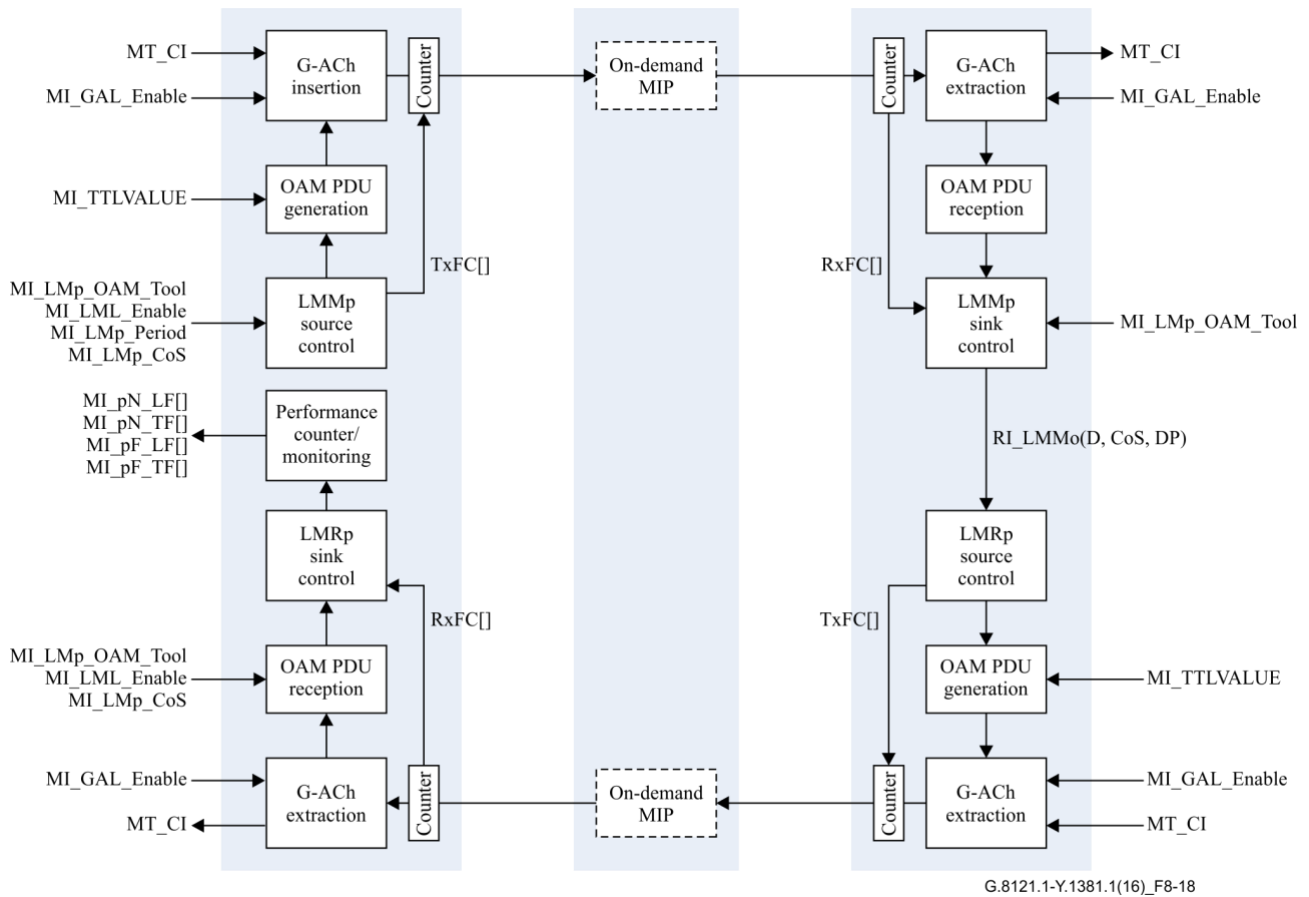 MT_CI
MI_GAL_Enable
G-ACh
insertion
Counter
On-demand
MIP
Counter
G-ACh
extraction
MT_CI
MI_GAL_Enable
MI_TTLVALUE
OAM PDU
generation
OAM PDU
reception
TxFC[]
RxFC[]
MI_LMp_OAM_Tool
MI_LML_Enable
MI_LMp_Period
MI_LMp_CoS
LMMp
source
control
LMMp
sink
control
MI_LMp_OAM_Tool
MI_pN_LF[]
MI_pN_TF[]
MI_pF_LF[]
MI_pF_TF[]
Performance
counter/
monitoring
RI_LMMo(D, CoS, DP)
LMRp
sink
control
LMRp
source
control
RxFC[]
TxFC[]
MI_LMp_OAM_Tool
MI_LML_Enable
MI_LMp_CoS
OAM PDU
reception
OAM PDU
generation
MI_TTLVALUE
MI_GAL_Enable
MT_CI
G-ACh
extraction
Counter
On-demand
MIP
Counter
G-ACh
extraction
MI_GAL_Enable
MT_CI
G.8121.1-Y.1381.1(16)_F8-18